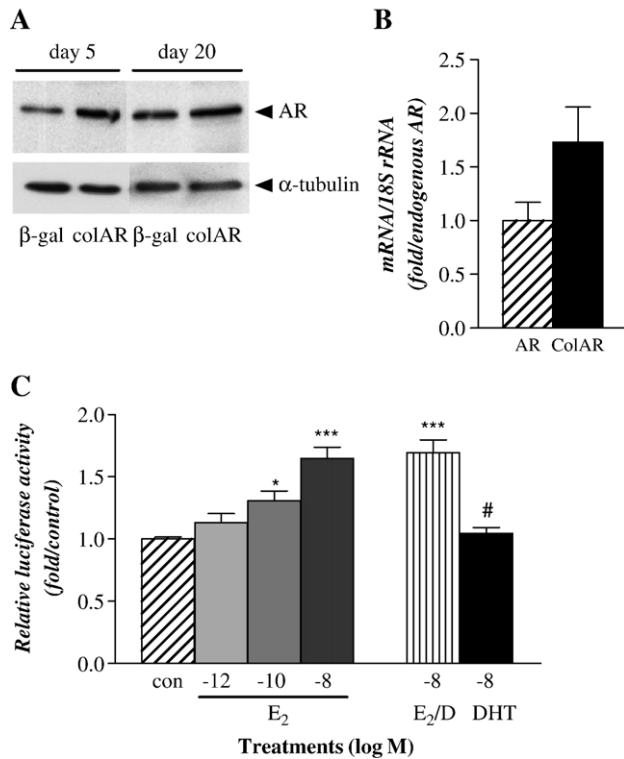 A
day 5 day 20
AR
α-tubulin
β-gal colAR β-gal colAR
B
mRNA/18S rRNA
(fold/endogenous AR)
2.5
2.0
1.5
1.0
0.5
0.0
AR ColAR
C
Relative luciferase activity
(fold/control)
2.0
1.5
1.0
0.5
0.0
*
***
***
#
con -12 -10 -8 -8 -8
E₂ E₂/D DHT
Treatments (log M)